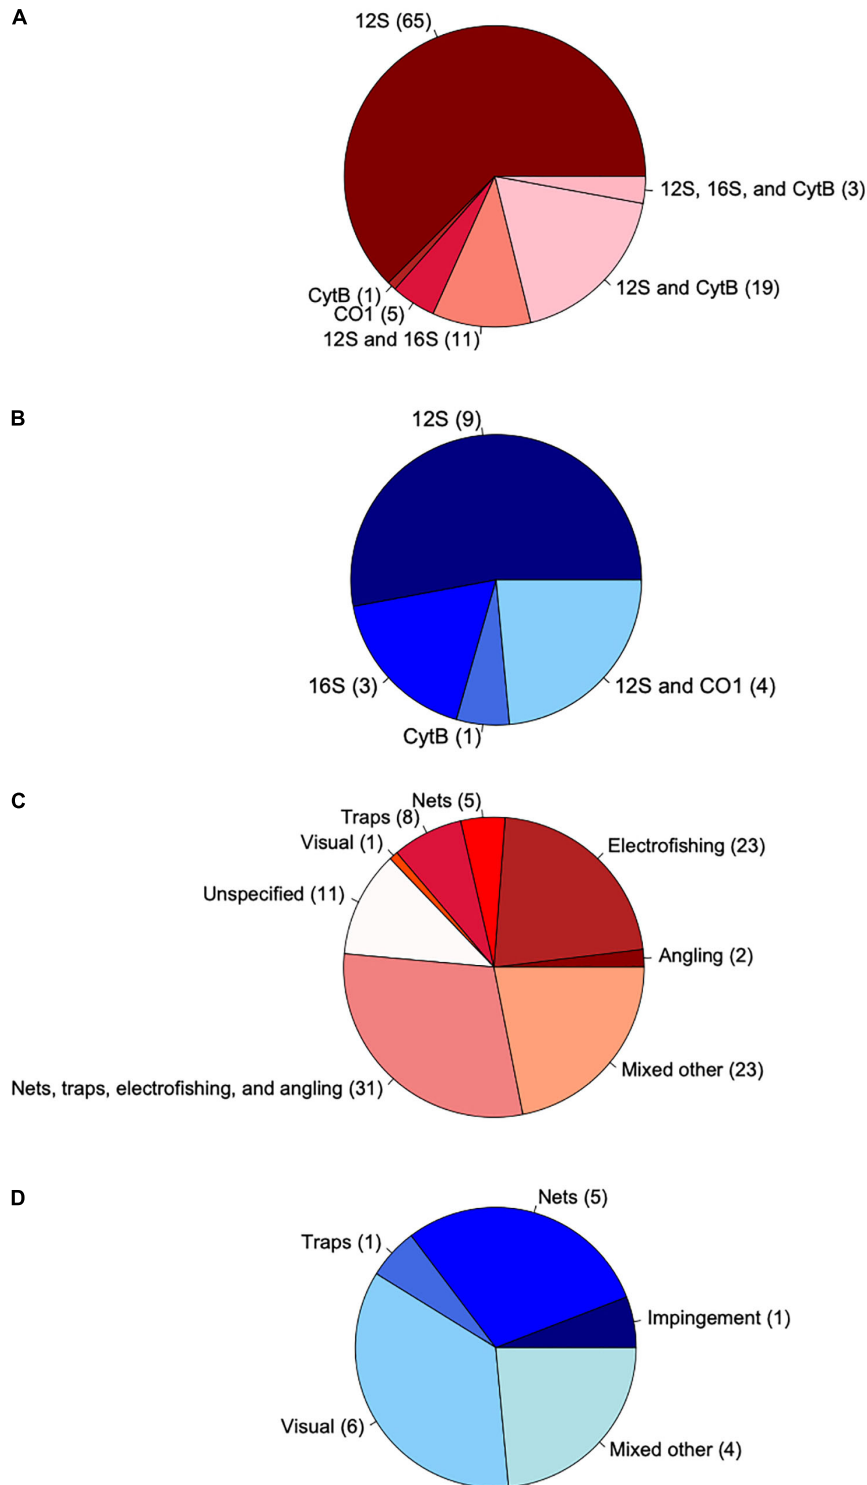 A
12S (65)
12S, 16S, and CytB (3)
12S and CytB (19)
CytB (1)
CO1 (5)
12S and 16S (11)
B
12S (9)
16S (3)
12S and CO1 (4)
CytB (1)
C
Nets (5)
Traps (8)
Visual (1)
Electrofishing (23)
Unspecified (11)
Angling (2)
Mixed other (23)
Nets, traps, electrofishing, and angling (31)
D
Nets (5)
Traps (1)
Impingement (1)
Visual (6)
Mixed other (4)